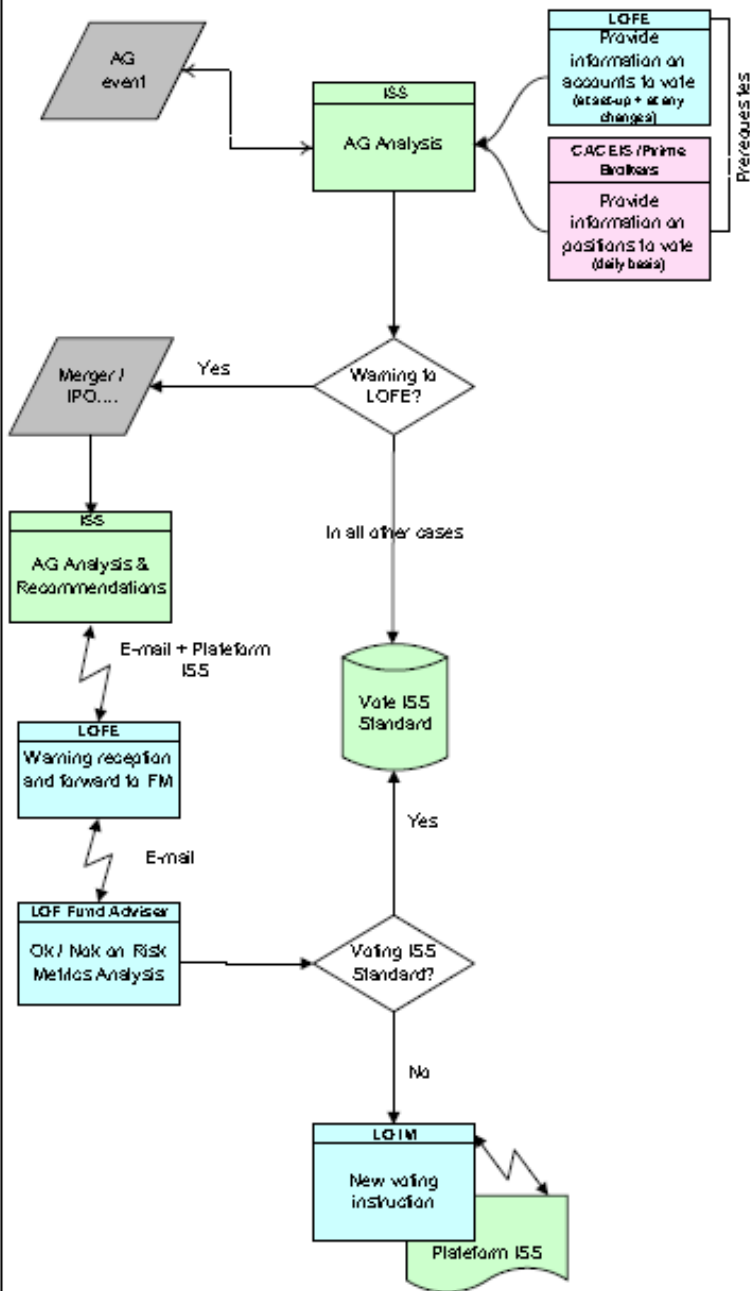 AG
event
ISS
AG Analysis
LOFE
Provide
information on
accounts to vote
(at set-up + at any
changes)
CACEIS / Prime
Brokers
Provide
information on
positions to vote
(daily basis)
Prerequesites
Merger /
IPO....
Yes
Warning to
LOFE?
In all other cases
ISS
AG Analysis &
Recommendations
E-mail + Plateform
ISS
Vote ISS
Standard
LOFE
Warning reception
and forward to FM
E-mail
Yes
LOF Fund Adviser
Ok / Nok on Risk
Metrics Analysis
Voting ISS
Standard?
No
LOIM
New voting
instruction
Plateform ISS